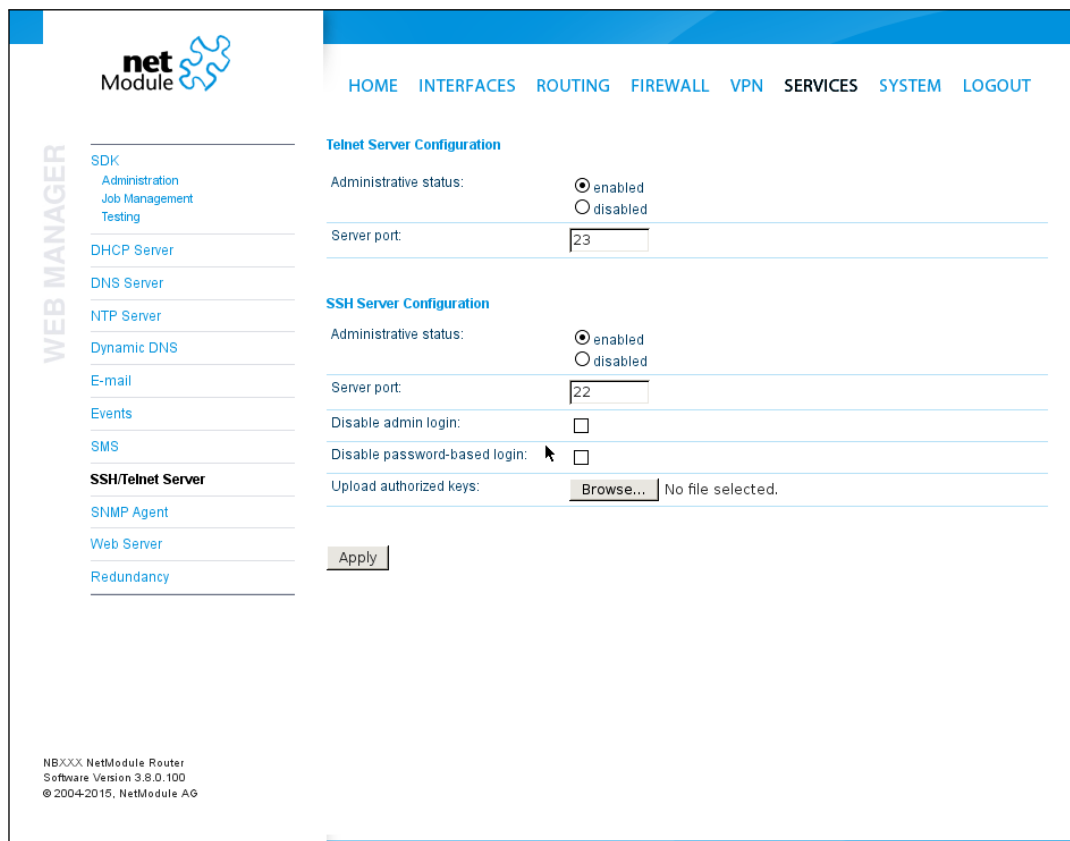 net
Module
HOME INTERFACES ROUTING FIREWALL VPN SERVICES SYSTEM LOGOUT
WEB MANAGER
SDK
Administration
Job Management
Testing
DHCP Server
DNS Server
NTP Server
Dynamic DNS
E-mail
Events
SMS
SSH/Telnet Server
SNMP Agent
Web Server
Redundancy
Telnet Server Configuration
Administrative status:
enabled
disabled
Server port:
23
SSH Server Configuration
Administrative status:
enabled
disabled
Server port:
22
Disable admin login:
Disable password-based login:
Upload authorized keys:
Browse... No file selected.
Apply
NBXXX NetModule Router
Software Version 3.8.0.100
© 2004-2015, NetModule AG